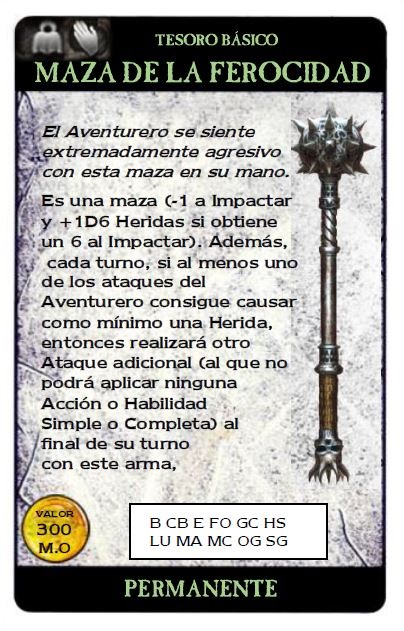 TESORO BÁSICO
MAZA DE LA FEROCIDAD
El Aventurero se siente
extremadamente agresivo
con esta maza en su mano.
Es una maza (-1 a Impactar
y +1D6 Heridas si obtiene
un 6 al Impactar). Además,
cada turno, si al menos uno
de los ataques del
Aventurero consigue causar
como mínimo una Herida,
entonces realizará otro
Ataque adicional (al que no
podrá aplicar ninguna
Acción o Habilidad
Simple o Completa) al
final de su turno
con este arma,
VALOR
300
M.O
B CB E FO GC HS
LU MA MC OG SG
PERMANENTE